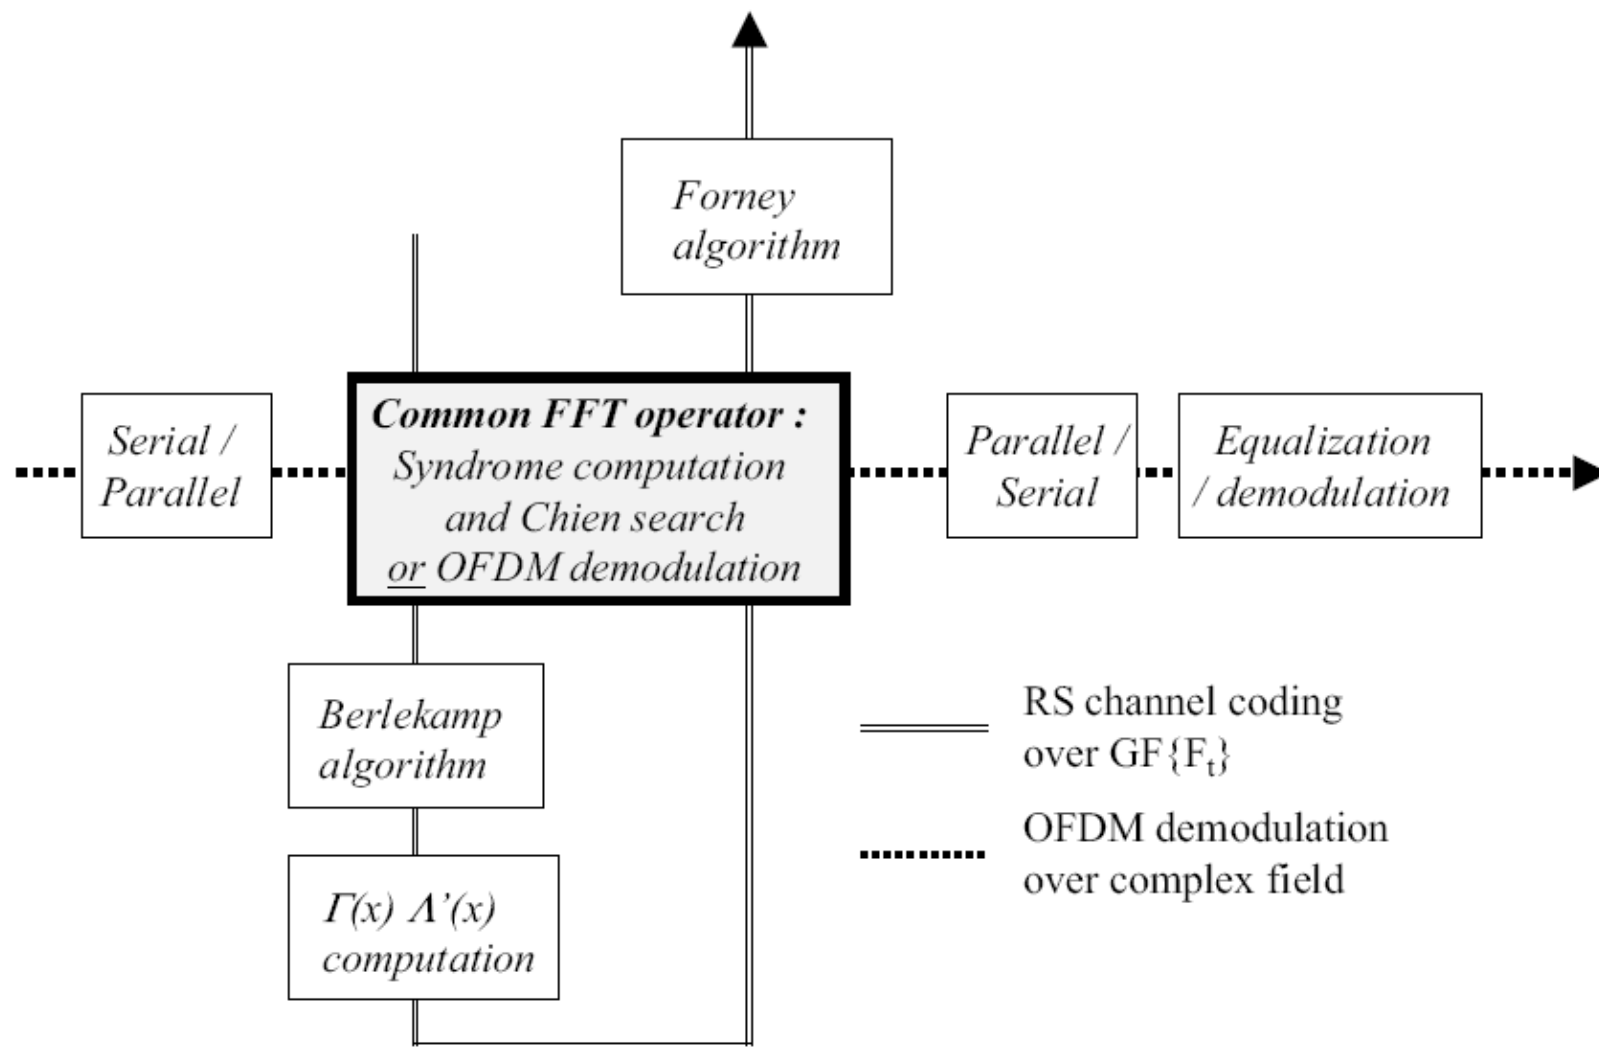 Forney
algorithm
Serial /
Parallel
Common FFT operator :
Syndrome computation
and Chien search
or OFDM demodulation
Parallel /
Serial
Equalization
/ demodulation
Berlekamp
algorithm
Γ(x) Λ’(x)
computation
RS channel coding
over GF{Fₜ}
OFDM demodulation
over complex field